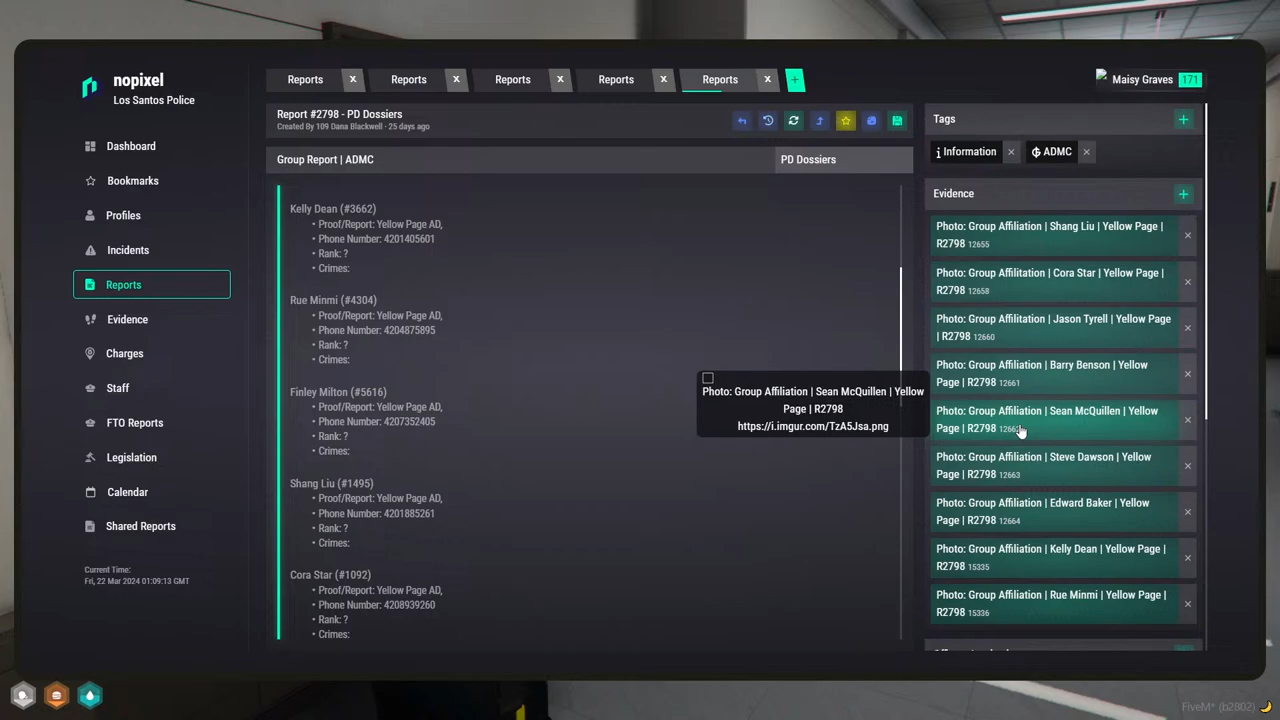 nopixel
Los Santos Police
Dashboard
Bookmarks
Profiles
Incidents
Reports
Evidence
Charges
Staff
FTO Reports
Legislation
Calendar
Shared Reports
Current Time:
Fri, 22 Mar 2024 01:09:13 GMT
Reports x Reports x Reports x Reports x Reports x +
Maisy Graves 171
Report #2798 - PD Dossiers
Created By 109 Dana Blackwell - 25 days ago
Group Report | ADMC
PD Dossiers
Kelly Dean (#3662)
• Proof/Report: Yellow Page AD,
• Phone Number: 4201405601
• Rank: ?
• Crimes:
Rue Minmi (#4304)
• Proof/Report: Yellow Page AD,
• Phone Number: 4204875895
• Rank: ?
• Crimes:
Finley Milton (#5616)
• Proof/Report: Yellow Page AD,
• Phone Number: 4207352405
• Rank: ?
• Crimes:
Shang Liu (#1495)
• Proof/Report: Yellow Page AD,
• Phone Number: 4201885261
• Rank: ?
• Crimes:
Cora Star (#1092)
• Proof/Report: Yellow Page AD,
• Phone Number: 4208939260
• Rank: ?
• Crimes:
Photo: Group Affiliation | Sean McQuillen | Yellow
Page | R2798
https://i.imgur.com/TzA5Jsa.png
Tags
Information x ADMC x
Evidence
Photo: Group Affiliation | Shang Liu | Yellow Page |
R2798 12655
Photo: Group Affilitation | Cora Star | Yellow Page |
R2798 12658
Photo: Group Affilitation | Jason Tyrell | Yellow Page
| R2798 12660
Photo: Group Affiliation | Barry Benson | Yellow
Page | R2798 12661
Photo: Group Affiliation | Sean McQuillen | Yellow
Page | R2798
Photo: Group Affiliation | Steve Dawson | Yellow
Page | R2798 12663
Photo: Group Affiliation | Edward Baker | Yellow
Page | R2798 12664
Photo: Group Affiliation | Kelly Dean | Yellow Page |
R2798 15335
Photo: Group Affiliation | Rue Minmi | Yellow Page |
R2798 15336
FiveM* (b2802)